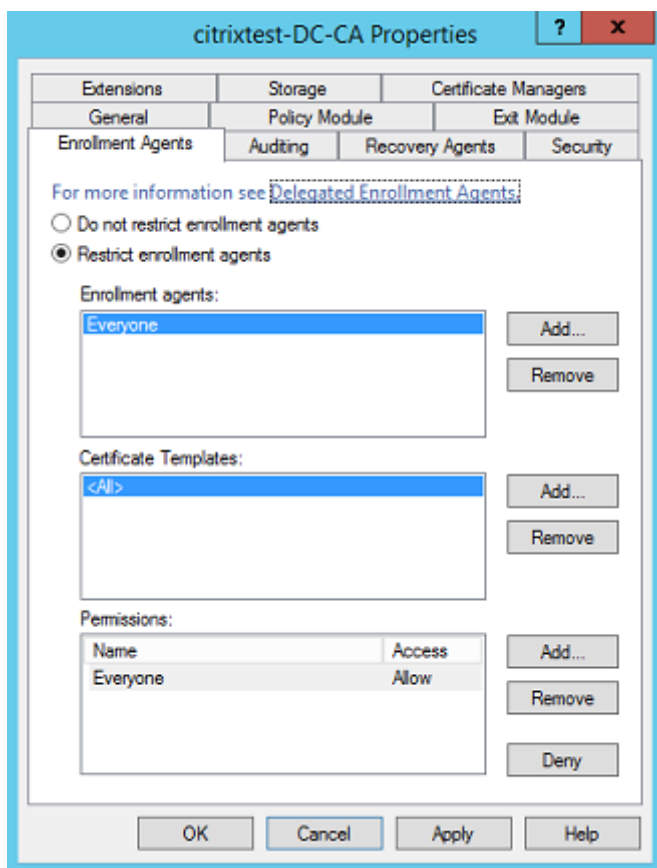 citrixtest-DC-CA Properties
?
x
Extensions
Storage
Certificate Managers
General
Policy Module
Exit Module
Enrollment Agents
Auditing
Recovery Agents
Security
For more information see Delegated Enrollment Agents.
Do not restrict enrollment agents
Restrict enrollment agents
Enrollment agents:
Everyone
Add...
Remove
Certificate Templates:
<All>
Add...
Remove
Permissions:
Name
Access
Everyone
Allow
Add...
Remove
Deny
OK
Cancel
Apply
Help